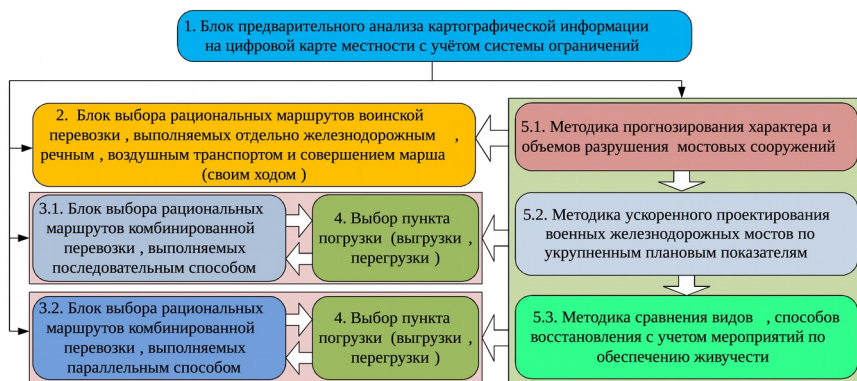 1. Блок предварительного анализа картографической информации
на цифровой карте местности с учётом системы ограничений
2. Блок выбора рациональных маршрутов воинской
перевозки , выполняемых отдельно железнодорожным ,
речным , воздушным транспортом и совершением марша
(своим ходом )
5.1. Методика прогнозирования характера и
объемов разрушения мостовых сооружений
3.1. Блок выбора рациональных
маршрутов комбинированной
перевозки , выполняемых
последовательным способом
4. Выбор пункта
погрузки (выгрузки ,
перегрузки )
5.2. Методика ускоренного проектирования
военных железнодорожных мостов по
укрупненным плановым показателям
3.2. Блок выбора рациональных
маршрутов комбинированной
перевозки , выполняемых
параллельным способом
4. Выбор пункта
погрузки (выгрузки ,
перегрузки )
5.3. Методика сравнения видов , способов
восстановления с учетом мероприятий по
обеспечению живучести